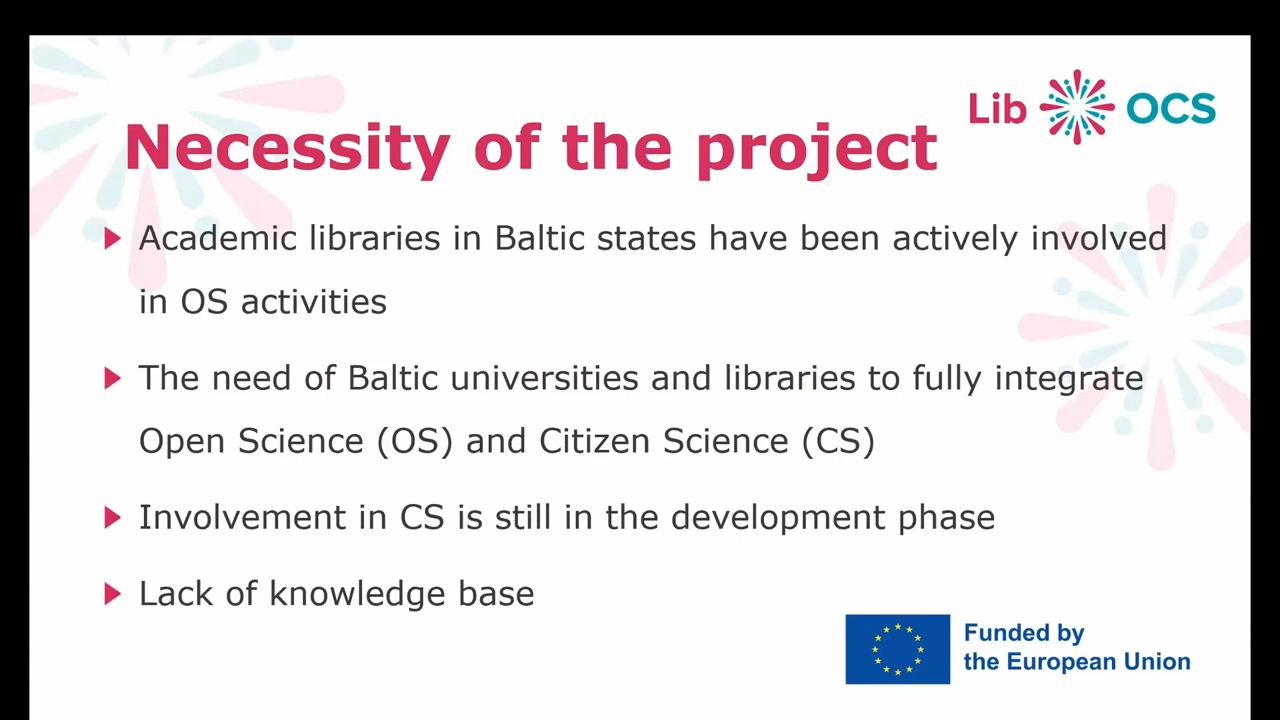 Lib OCS
Necessity of the project
Academic libraries in Baltic states have been actively involved
in OS activities
The need of Baltic universities and libraries to fully integrate
Open Science (OS) and Citizen Science (CS)
Involvement in CS is still in the development phase
Lack of knowledge base
Funded by
the European Union